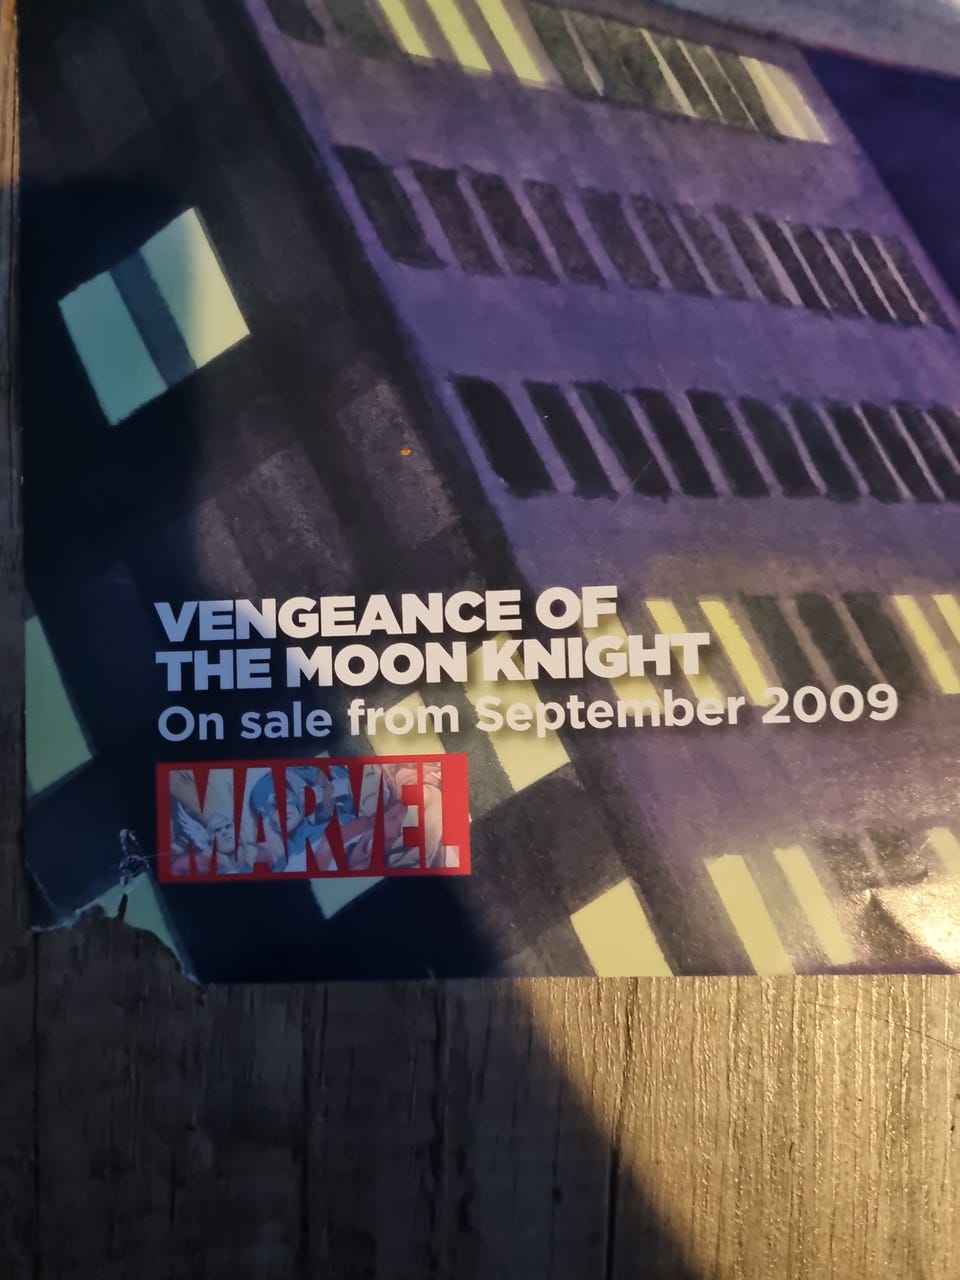 VENGEANCE OF
THE MOON KNIGHT
On sale from September 2009
MARVEL